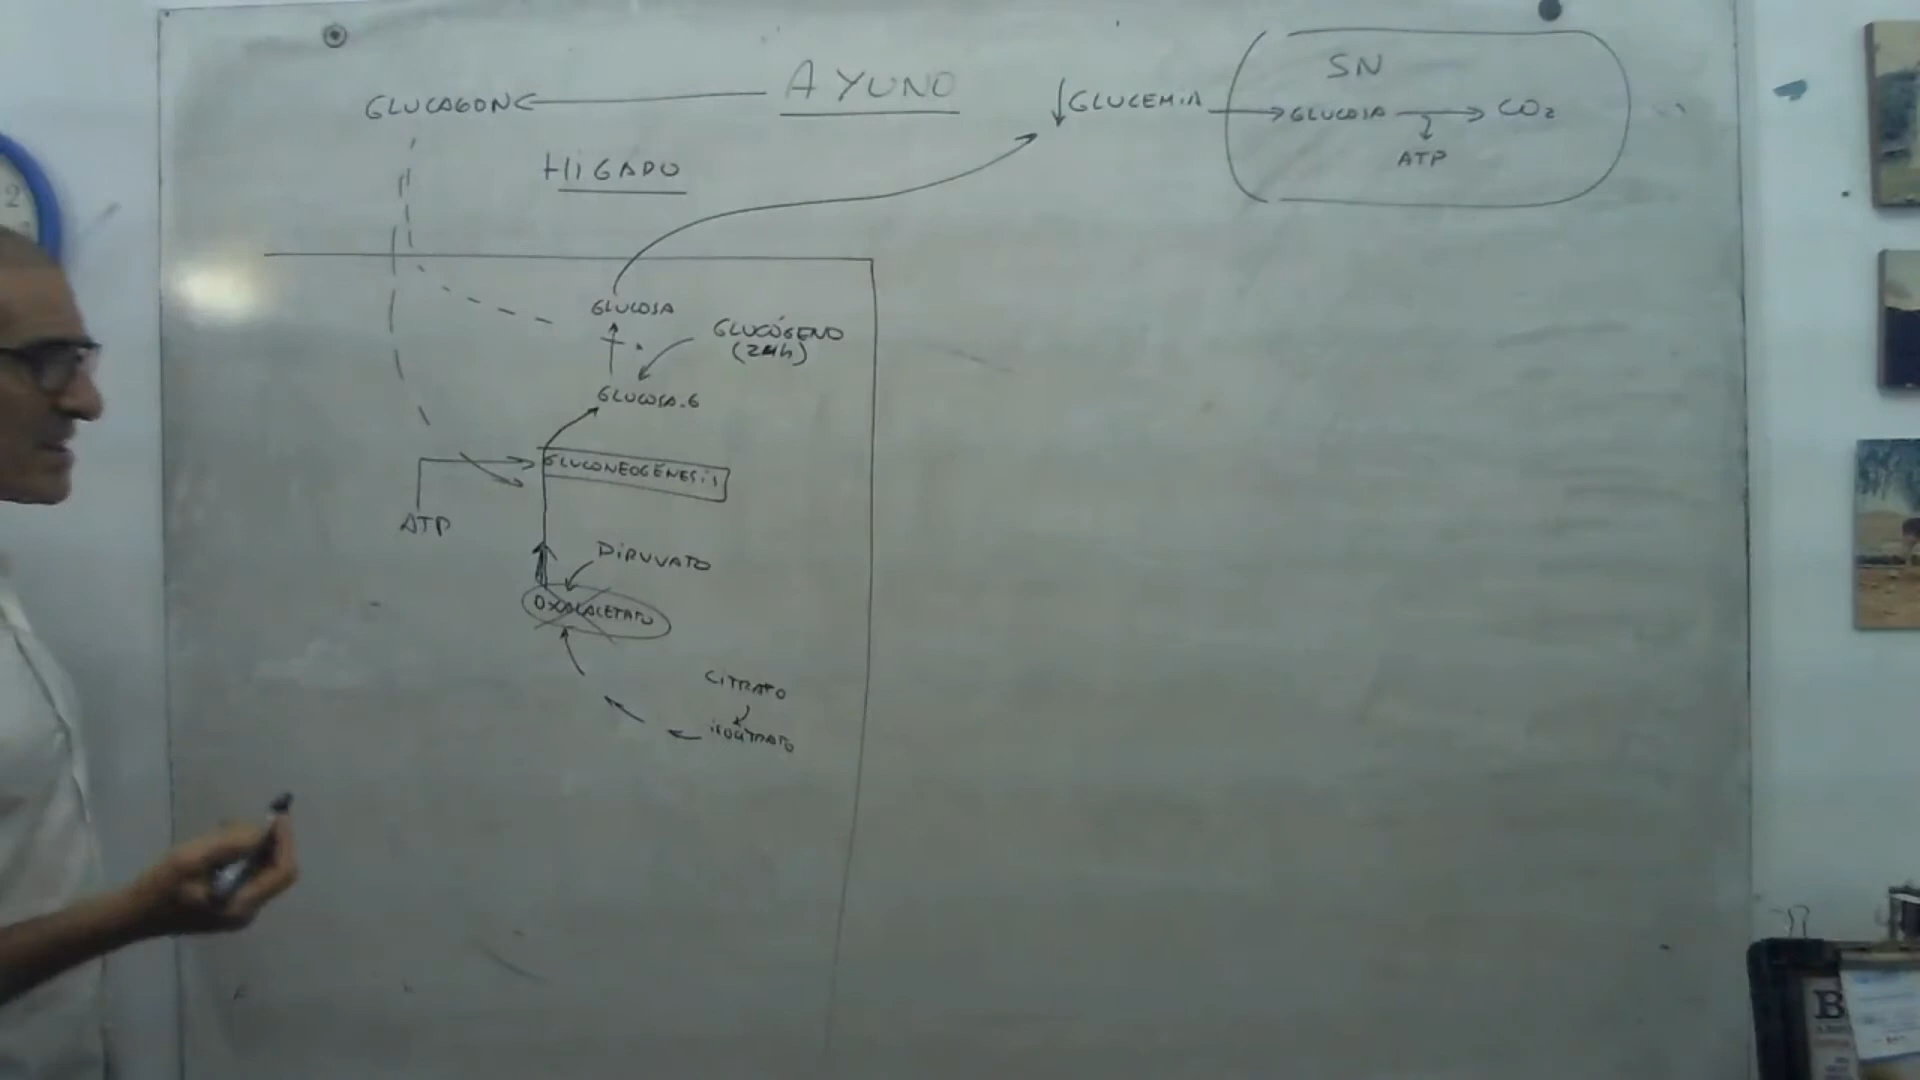 AYUNO
GLUCAGON
↓GLUCEMIA
SN
GLUCOSA → CO2
ATP
HIGADO
GLUCOSA
GLUCÓGENO
(24h)
GLUCOSA-6
GLUCONEOGÉNESIS
ATP
PIRUVATO
OXALACETATO
CITRATO
ISOCITRATO
2
B